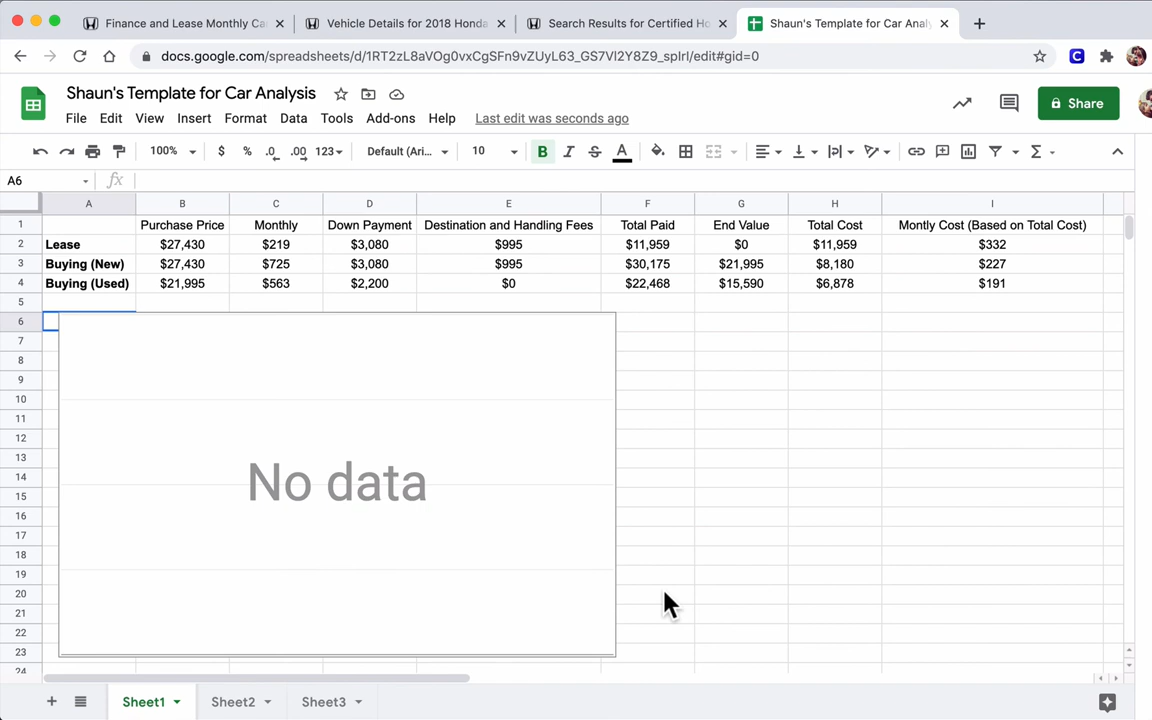 Finance and Lease Monthly Ca
Vehicle Details for 2018 Honda
Search Results for Certified Ho
Shaun's Template for Car Analy
docs.google.com/spreadsheets/d/1RT2zL8aVOg0vxCgSFn9vZUyL63_GS7Vl2Y8Z9_splrI/edit#gid=0
Shaun's Template for Car Analysis
Share
File Edit View Insert Format Data Tools Add-ons Help Last edit was seconds ago
100% $ % .0 .00 123 Default (Ari... 10 B I S A
A6 fx
A B C D E F G H I
1 Purchase Price Monthly Down Payment Destination and Handling Fees Total Paid End Value Total Cost Montly Cost (Based on Total Cost)
2 Lease $27,430 $219 $3,080 $995 $11,959 $0 $11,959 $332
3 Buying (New) $27,430 $725 $3,080 $995 $30,175 $21,995 $8,180 $227
4 Buying (Used) $21,995 $563 $2,200 $0 $22,468 $15,590 $6,878 $191
5
6
7
8
9
10
11
12
13
14 No data
15
16
17
18
19
20
21
22
23
24
Sheet1 Sheet2 Sheet3